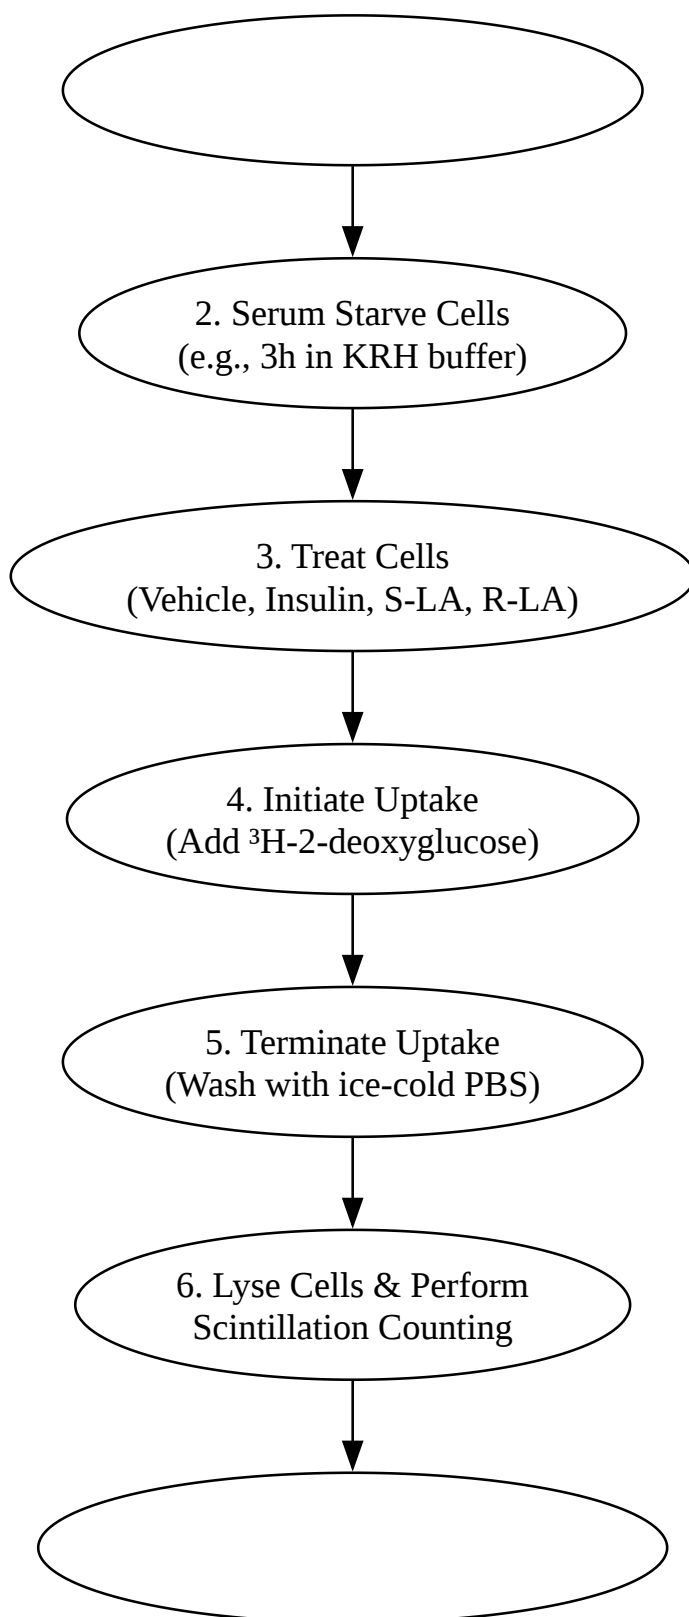 2. Serum Starve Cells
(e.g., 3h in KRH buffer)
3. Treat Cells
(Vehicle, Insulin, S-LA, R-LA)
4. Initiate Uptake
(Add ³H-2-deoxyglucose)
5. Terminate Uptake
(Wash with ice-cold PBS)
6. Lyse Cells & Perform
Scintillation Counting